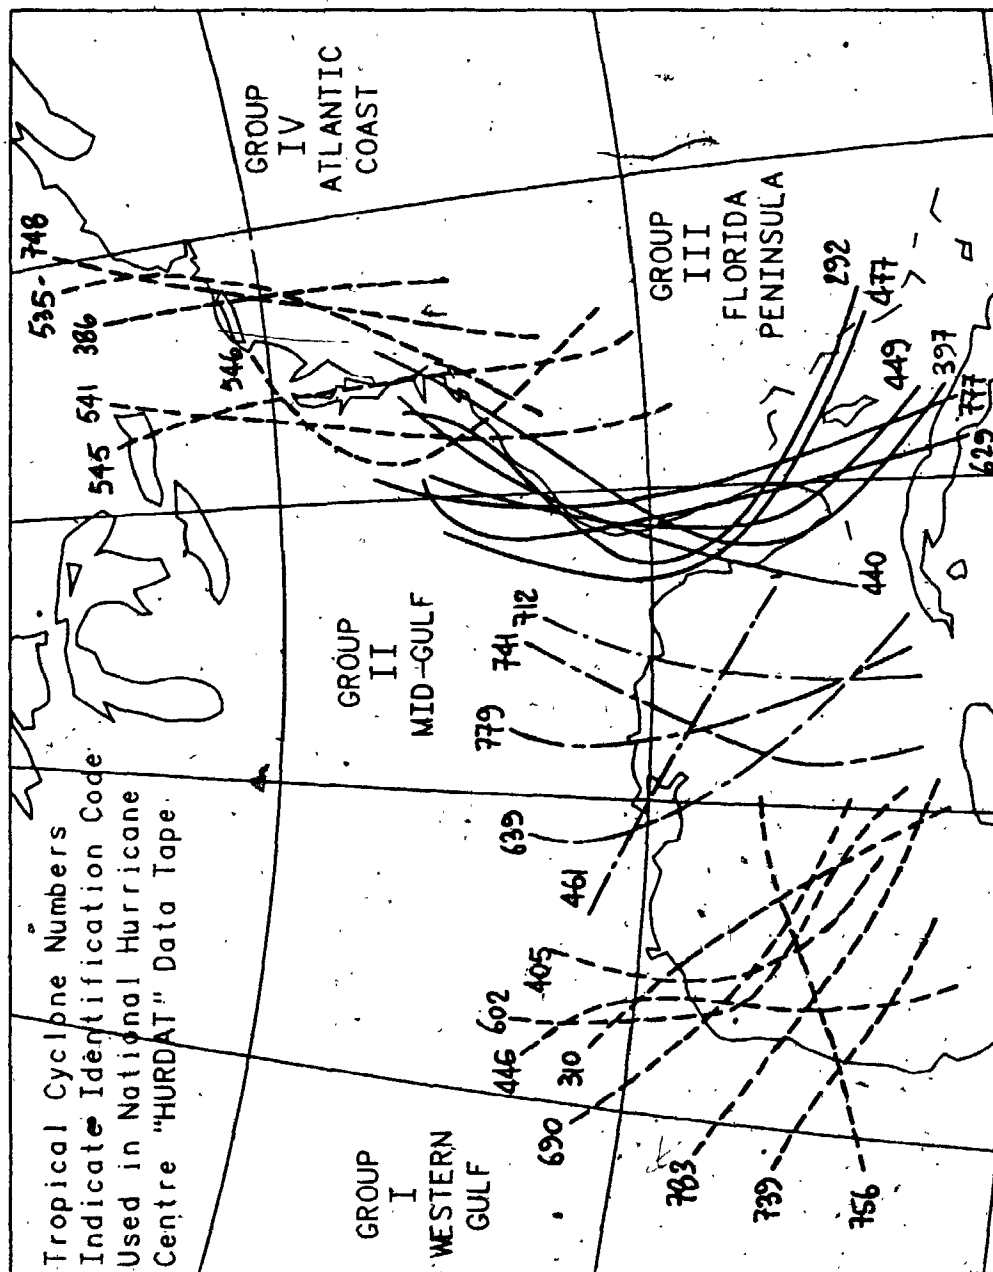 Tropical Cyclone Numbers
Indicate Identification Code
Used in National Hurricane
Centre "HURDAT" Data Tape
GROUP
I
WESTERN
GULF
GROUP
II
MID-GULF
GROUP
III
FLORIDA
PENINSULA
GROUP
IV
ATLANTIC
COAST
535
748
386
541
545
546
292
477
449
397
777
629
440
712
741
779
639
461
405
602
446
310
690
783
739
756